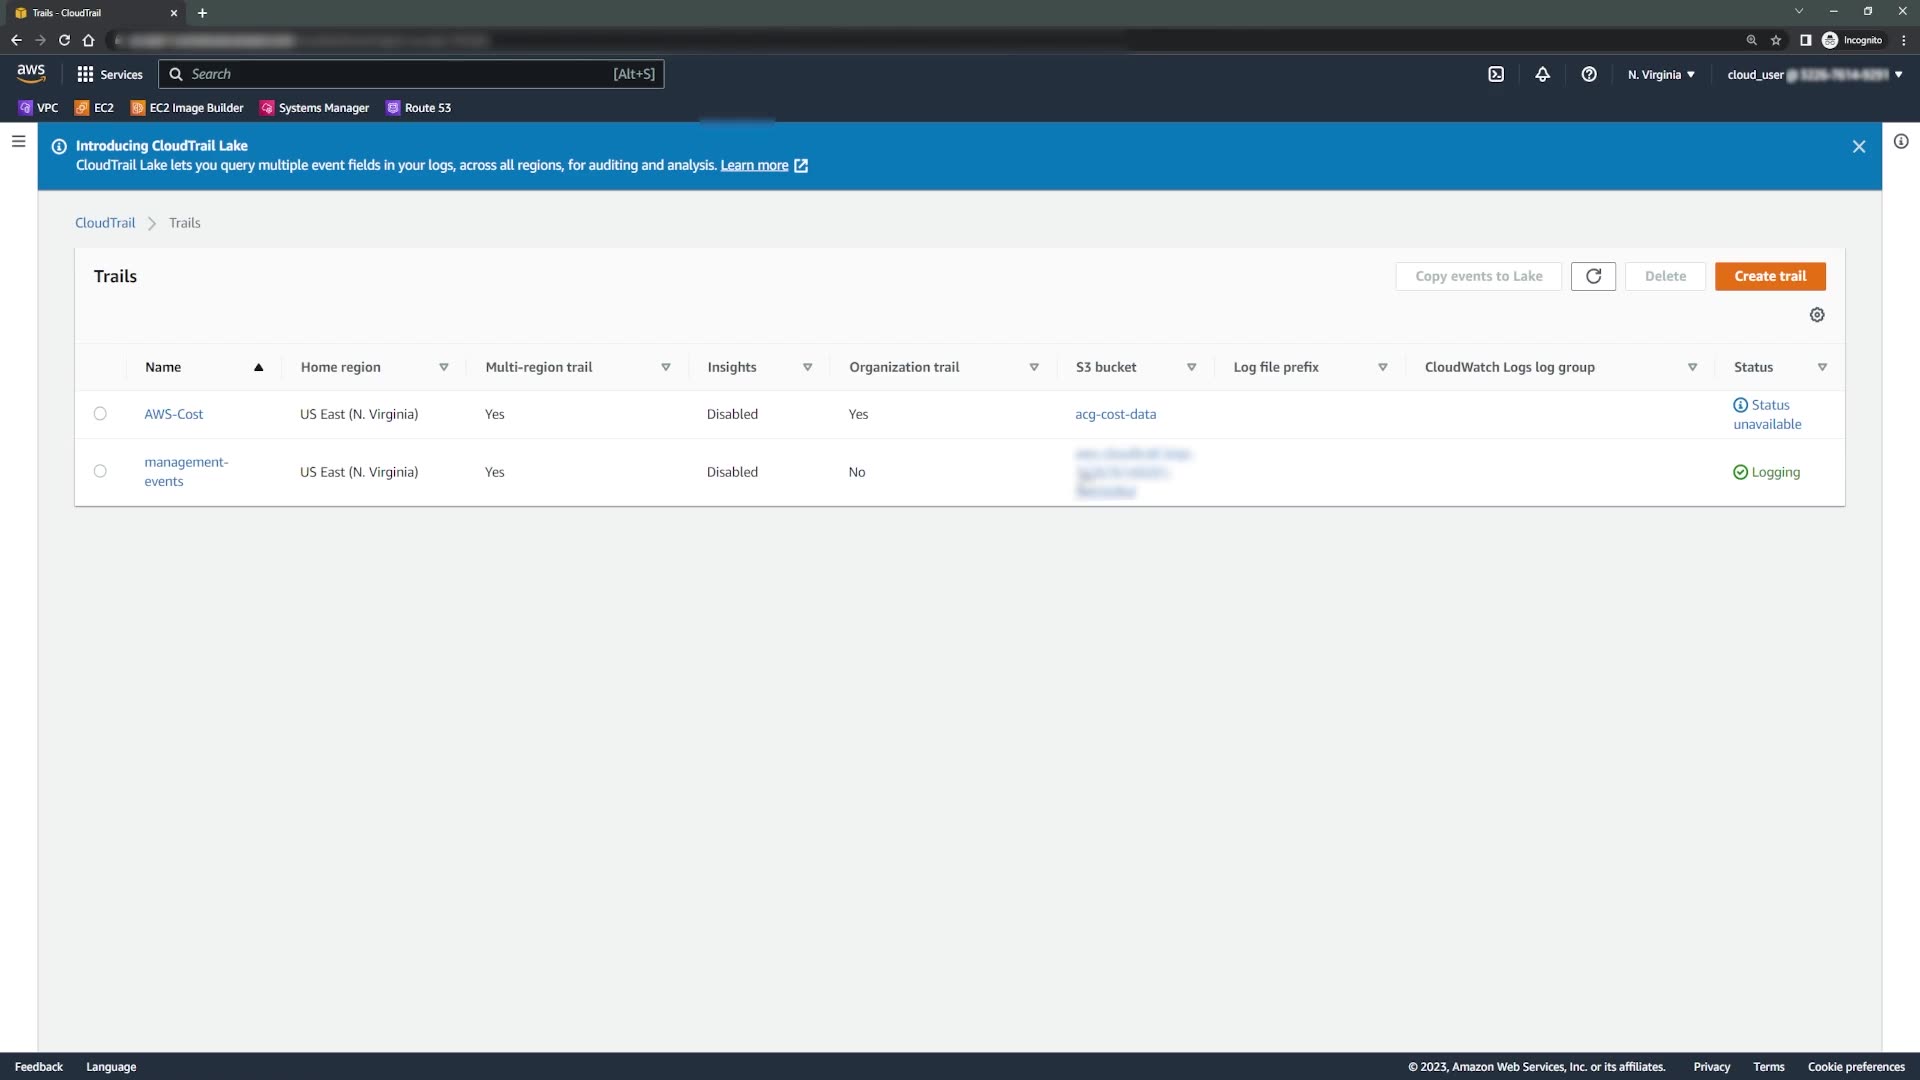 Trails - CloudTrail
Incognito
aws
Services
Search
[Alt+S]
N. Virginia
cloud_user @
VPC
EC2
EC2 Image Builder
Systems Manager
Route 53
Introducing CloudTrail Lake
CloudTrail Lake lets you query multiple event fields in your logs, across all regions, for auditing and analysis. Learn more
CloudTrail
Trails
Trails
Copy events to Lake
Delete
Create trail
Name
Home region
Multi-region trail
Insights
Organization trail
S3 bucket
Log file prefix
CloudWatch Logs log group
Status
AWS-Cost
US East (N. Virginia)
Yes
Disabled
Yes
acg-cost-data
Status
unavailable
management-
events
US East (N. Virginia)
Yes
Disabled
No
Logging
Feedback
Language
© 2023, Amazon Web Services, Inc. or its affiliates.
Privacy
Terms
Cookie preferences